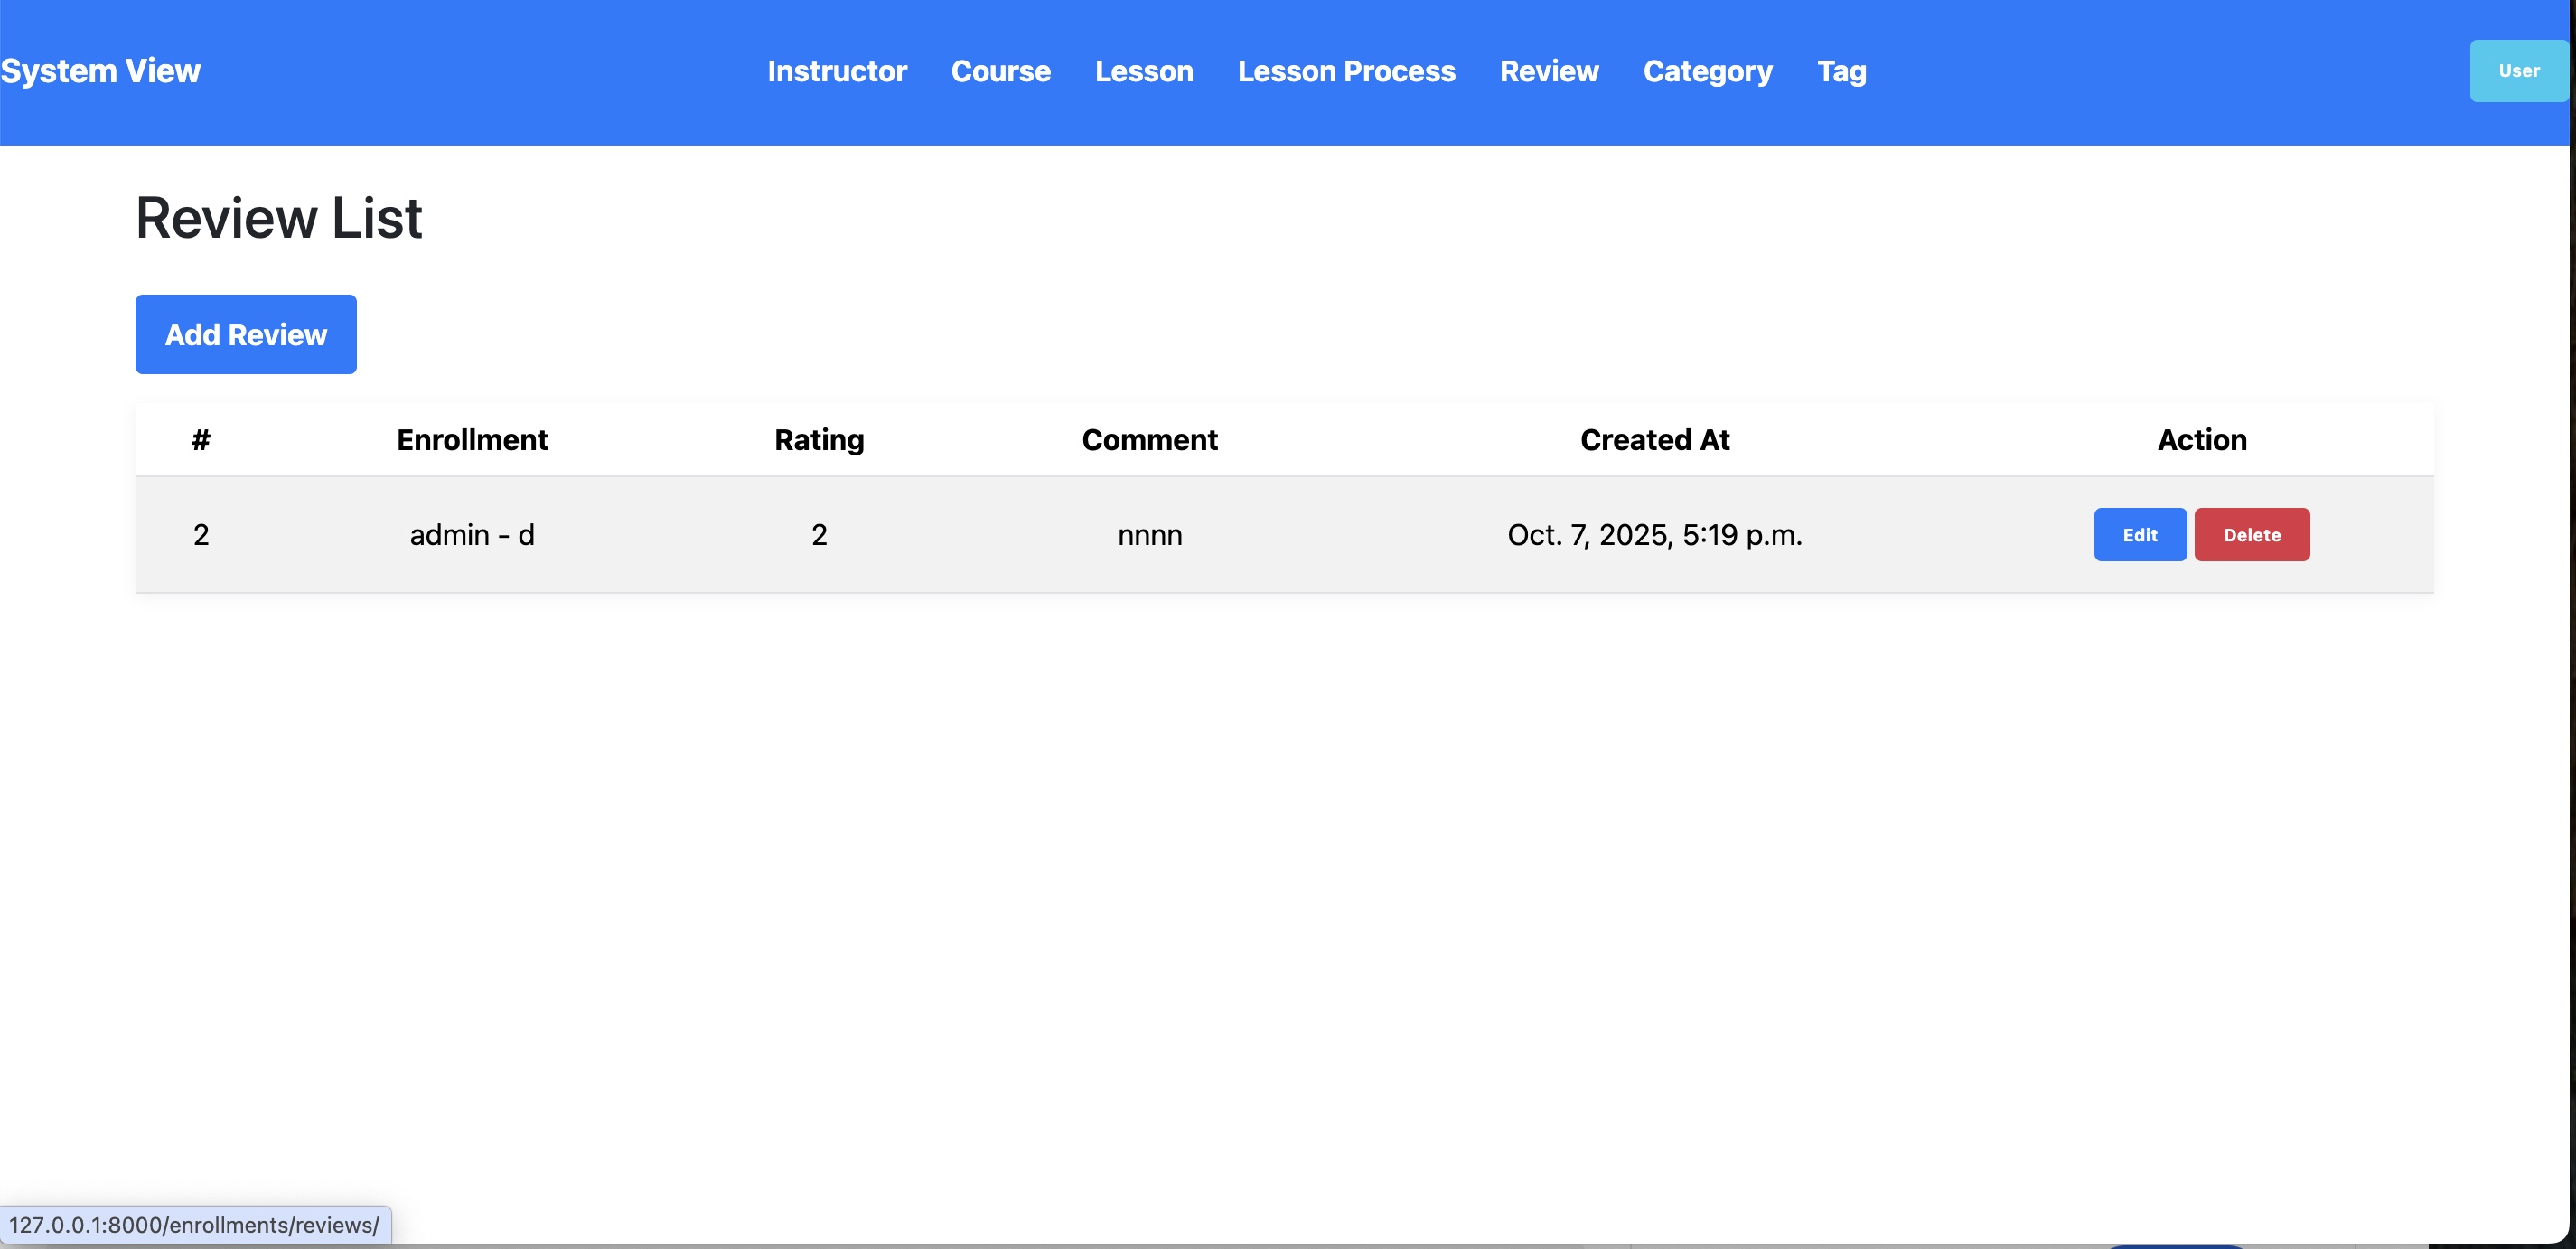 System View Instructor Course Lesson Lesson Process Review Category Tag User
Review List
Add Review
# Enrollment Rating Comment Created At Action
2 admin - d 2 nnnn Oct. 7, 2025, 5:19 p.m. Edit Delete
127.0.0.1:8000/enrollments/reviews/